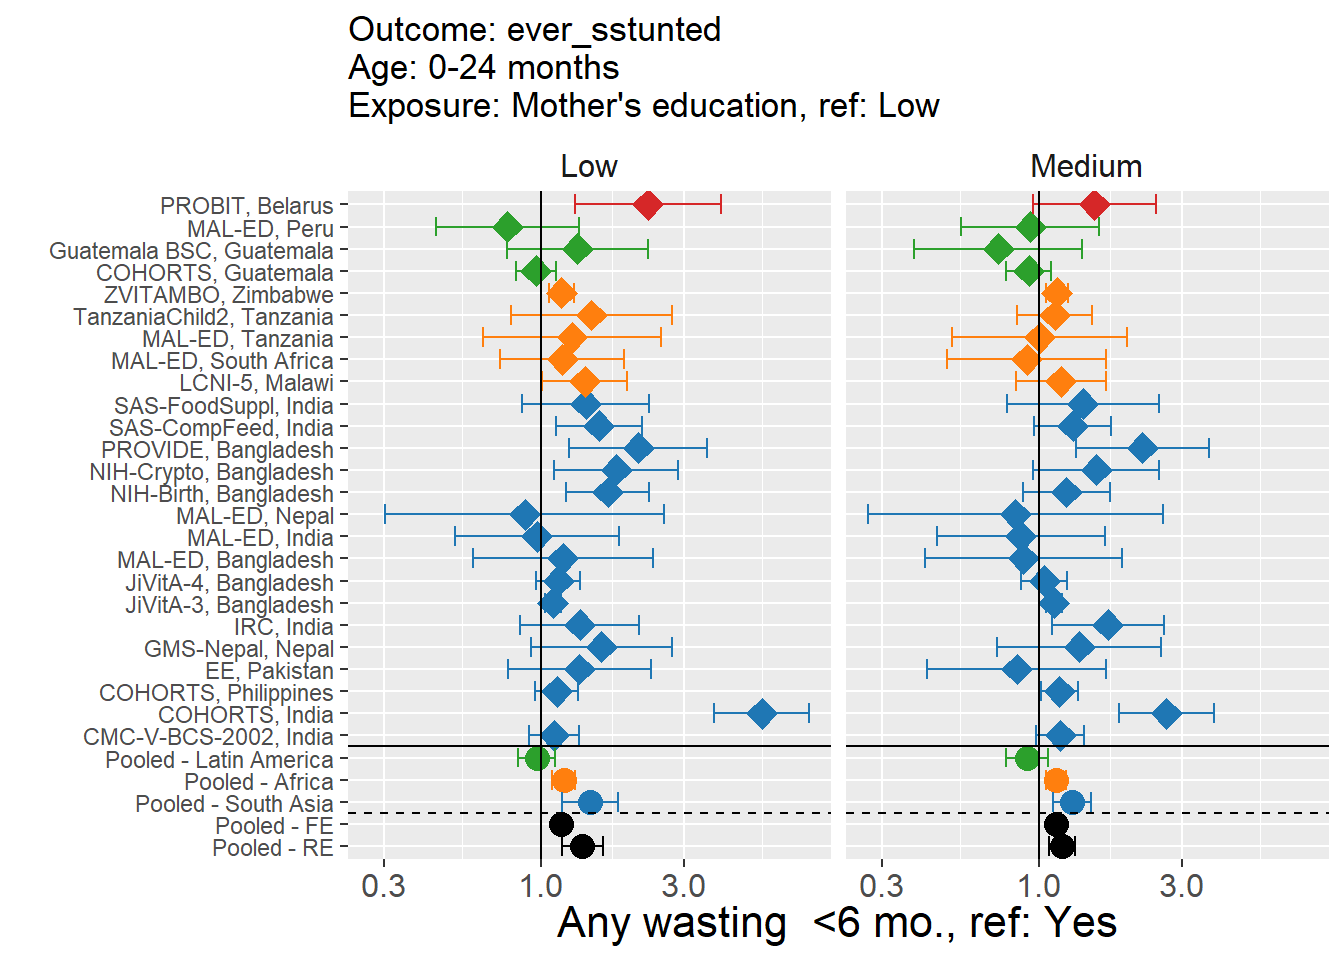 Outcome: ever_sstunted
Age: 0-24 months
Exposure: Mother's education, ref: Low
Low
Medium
PROBIT, Belarus
MAL-ED, Peru
Guatemala BSC, Guatemala
COHORTS, Guatemala
ZVITAMBO, Zimbabwe
TanzaniaChild2, Tanzania
MAL-ED, Tanzania
MAL-ED, South Africa
LCNI-5, Malawi
SAS-FoodSuppl, India
SAS-CompFeed, India
PROVIDE, Bangladesh
NIH-Crypto, Bangladesh
NIH-Birth, Bangladesh
MAL-ED, Nepal
MAL-ED, India
MAL-ED, Bangladesh
JiVitA-4, Bangladesh
JiVitA-3, Bangladesh
IRC, India
GMS-Nepal, Nepal
EE, Pakistan
COHORTS, Philippines
COHORTS, India
CMC-V-BCS-2002, India
Pooled - Latin America
Pooled - Africa
Pooled - South Asia
Pooled - FE
Pooled - RE
0.3 1.0 3.0
0.3 1.0 3.0
Any wasting  <6 mo., ref: Yes